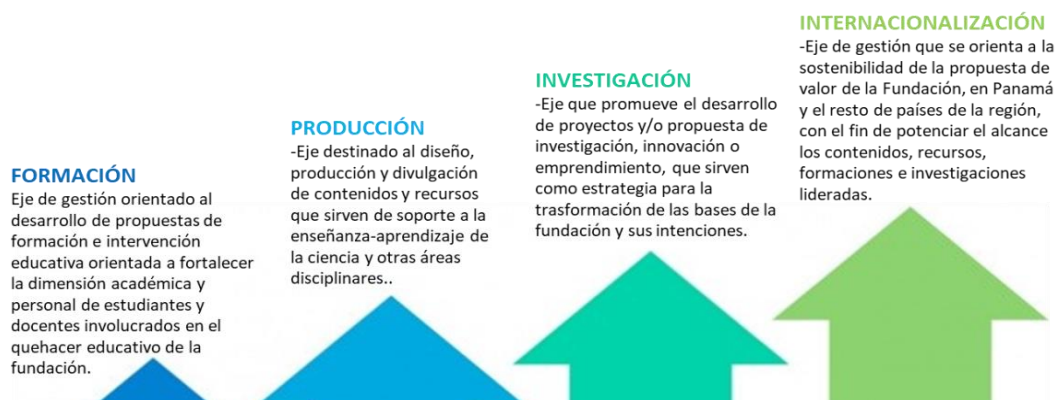 FORMACIÓN
Eje de gestión orientado al
desarrollo de propuestas de
formación e intervención
educativa orientada a fortalecer
la dimensión académica y
personal de estudiantes y
docentes involucrados en el
quehacer educativo de la
fundación.
PRODUCCIÓN
-Eje destinado al diseño,
producción y divulgación
de contenidos y recursos
que sirven de soporte a la
enseñanza-aprendizaje de
la ciencia y otras áreas
disciplinares..
INVESTIGACIÓN
-Eje que promueve el desarrollo
de proyectos y/o propuesta de
investigación, innovación o
emprendimiento, que sirven
como estrategia para la
trasformación de las bases de la
fundación y sus intenciones.
INTERNACIONALIZACIÓN
-Eje de gestión que se orienta a la
sostenibilidad de la propuesta de
valor de la Fundación, en Panamá
y el resto de países de la región,
con el fin de potenciar el alcance
los contenidos, recursos,
formaciones e investigaciones
lideradas.